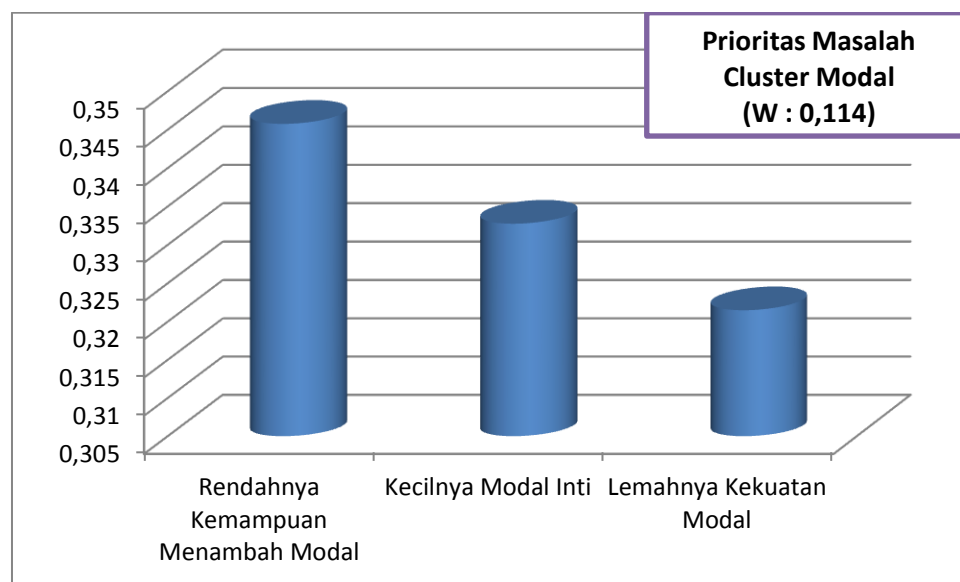 Prioritas Masalah
Cluster Modal
(W : 0,114)
0,35
0,345
0,34
0,335
0,33
0,325
0,32
0,315
0,31
0,305
Rendahnya
Kemampuan
Menambah Modal
Kecilnya Modal Inti
Lemahnya Kekuatan
Modal